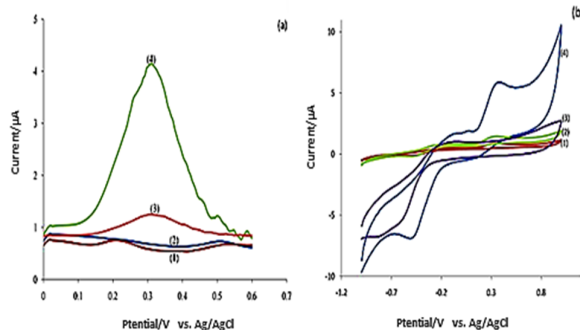 (a)
Current/µA
5
4
3
2
1
0
(4)
(3)
(2)
(1)
0 0.1 0.2 0.3 0.4 0.5 0.6
Ptential/V vs. Ag/AgCl
(b)
Current/µA
10
5
0
-5
-10
(4)
(3)
(2)
(1)
-1.2 -0.7 -0.2 0.3 0.8
Ptential/V vs. Ag/AgCl